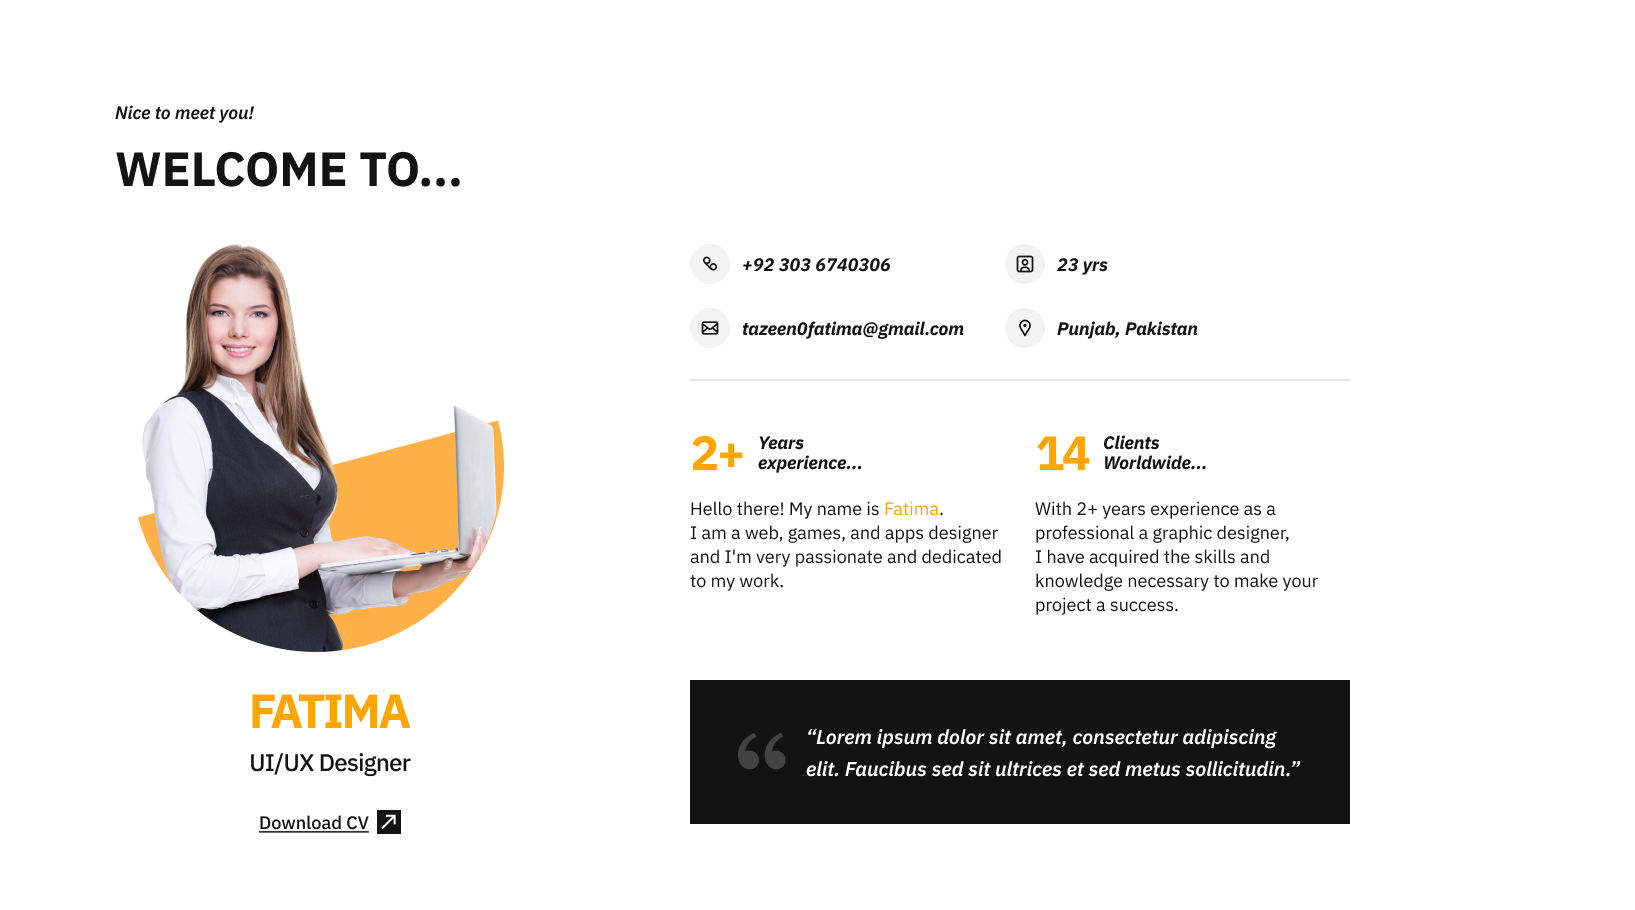 Nice to meet you!
WELCOME TO...
+92 303 6740306
23 yrs
tazeen0fatima@gmail.com
Punjab, Pakistan
2+
Years
experience...
14
Clients
Worldwide...
Hello there! My name is Fatima.
I am a web, games, and apps designer
and I'm very passionate and dedicated
to my work.
With 2+ years experience as a
professional a graphic designer,
I have acquired the skills and
knowledge necessary to make your
project a success.
FATIMA
UI/UX Designer
Download CV
“Lorem ipsum dolor sit amet, consectetur adipiscing
elit. Faucibus sed sit ultrices et sed metus sollicitudin.”